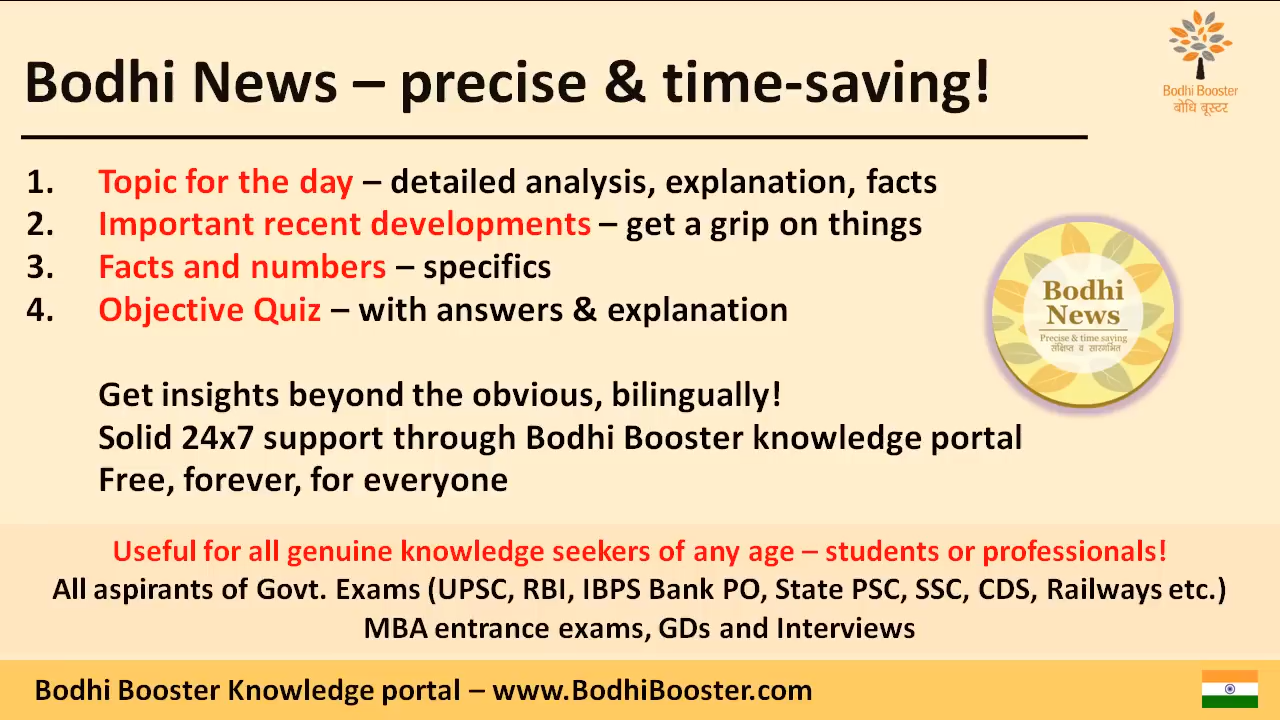 Bodhi News – precise & time-saving!
Bodhi Booster
बोधि बूस्टर
1. Topic for the day – detailed analysis, explanation, facts
2. Important recent developments – get a grip on things
3. Facts and numbers – specifics
4. Objective Quiz – with answers & explanation
Bodhi
News
Precise & time saving
संक्षिप्त व सारगर्भित
Get insights beyond the obvious, bilingually!
Solid 24x7 support through Bodhi Booster knowledge portal
Free, forever, for everyone
Useful for all genuine knowledge seekers of any age – students or professionals!
All aspirants of Govt. Exams (UPSC, RBI, IBPS Bank PO, State PSC, SSC, CDS, Railways etc.)
MBA entrance exams, GDs and Interviews
Bodhi Booster Knowledge portal – www.BodhiBooster.com